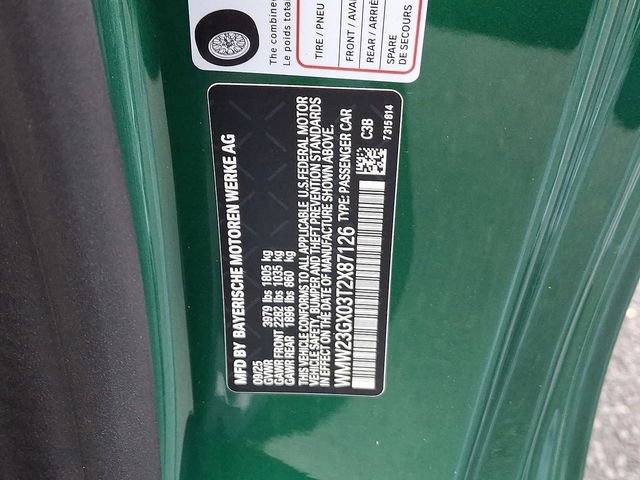 MFD BY BAYERISCHE MOTOREN WERKE AG
09/25
GVWR 3979 lbs 1805 kg
GAWR FRONT 2282 lbs 1035 kg
GAWR REAR 1896 lbs 860 kg
THIS VEHICLE CONFORMS TO ALL APPLICABLE U.S.FEDERAL MOTOR
VEHICLE SAFETY, BUMPER AND THEFT PREVENTION STANDARDS
IN EFFECT ON THE DATE OF MANUFACTURE SHOWN ABOVE.
WMW23GX03T2X87126 TYPE: PASSENGER CAR
C3B
7315814
The combine
Le poids tota
TIRE / PNEU
FRONT / AVA
REAR / ARRIÈ
SPARE
DE SECOURS